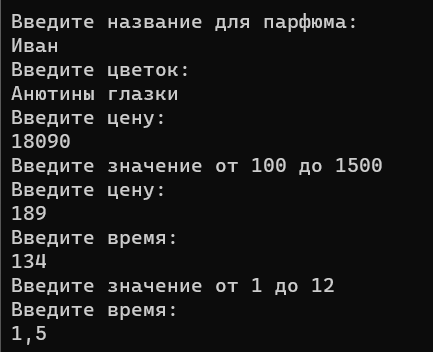 Введите название для парфюма:
Иван
Введите цветок:
Анютины глазки
Введите цену:
18090
Введите значение от 100 до 1500
Введите цену:
189
Введите время:
134
Введите значение от 1 до 12
Введите время:
1,5